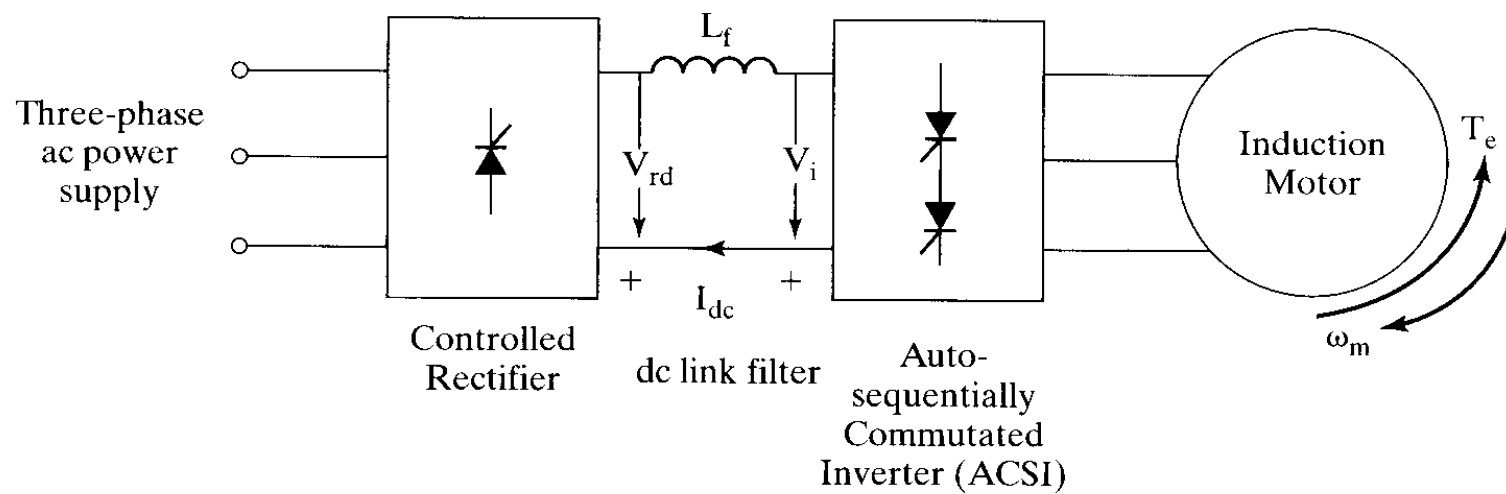 Three-phase
ac power
supply
L_f
V_rd
V_i
+
+
I_dc
Controlled
Rectifier
dc link filter
Auto-
sequentially
Commutated
Inverter (ACSI)
Induction
Motor
T_e
ω_m